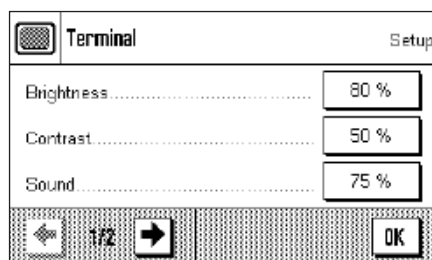 Terminal Setup
Brightness 80 %
Contrast 50 %
Sound 75 %
1/2 OK